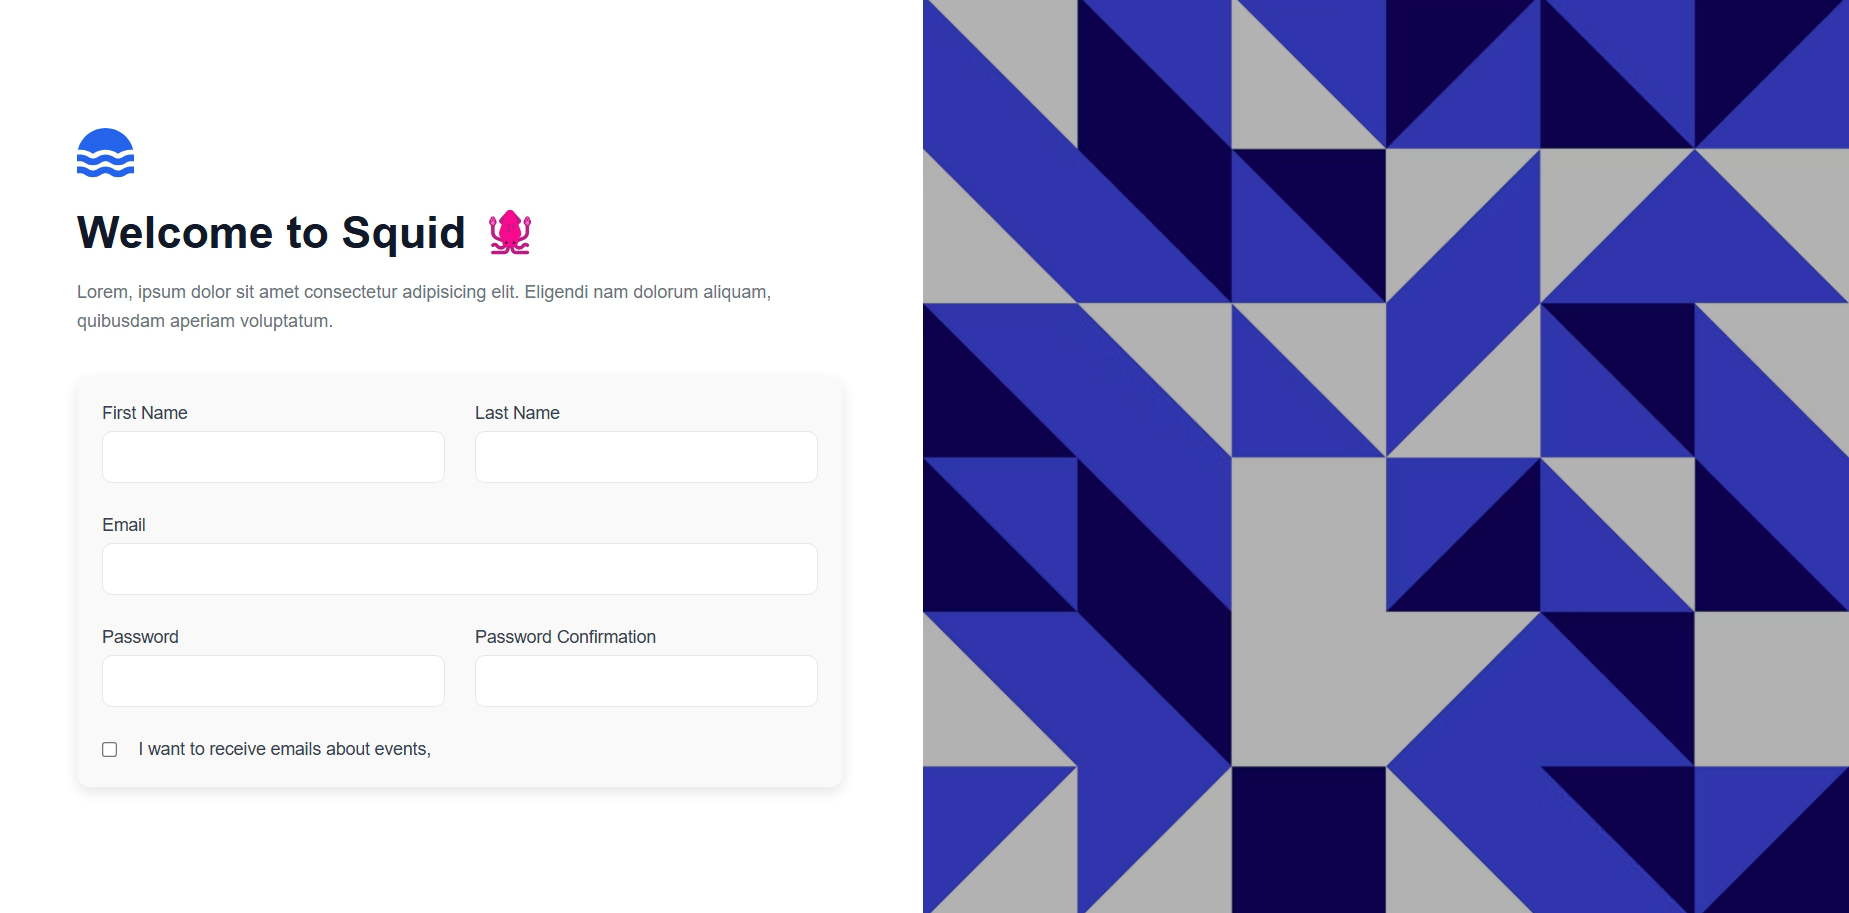 Welcome to Squid
Lorem, ipsum dolor sit amet consectetur adipisicing elit. Eligendi nam dolorum aliquam,
quibusdam aperiam voluptatum.
First Name
Last Name
Email
Password
Password Confirmation
I want to receive emails about events,